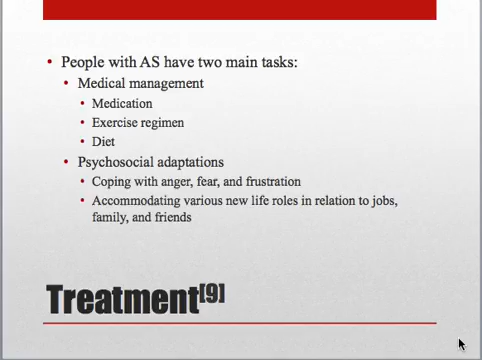 • People with AS have two main tasks:
• Medical management
• Medication
• Exercise regimen
• Diet
• Psychosocial adaptations
• Coping with anger, fear, and frustration
• Accommodating various new life roles in relation to jobs,
family, and friends
Treatment[9]